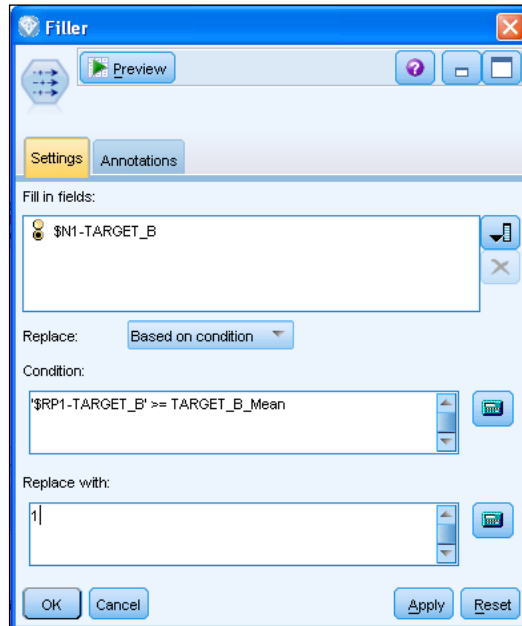 Filler
Preview
?
Settings Annotations
Fill in fields:
$N1-TARGET_B
Replace: Based on condition
Condition:
'$RP1-TARGET_B' >= TARGET_B_Mean
Replace with:
1
OK Cancel Apply Reset